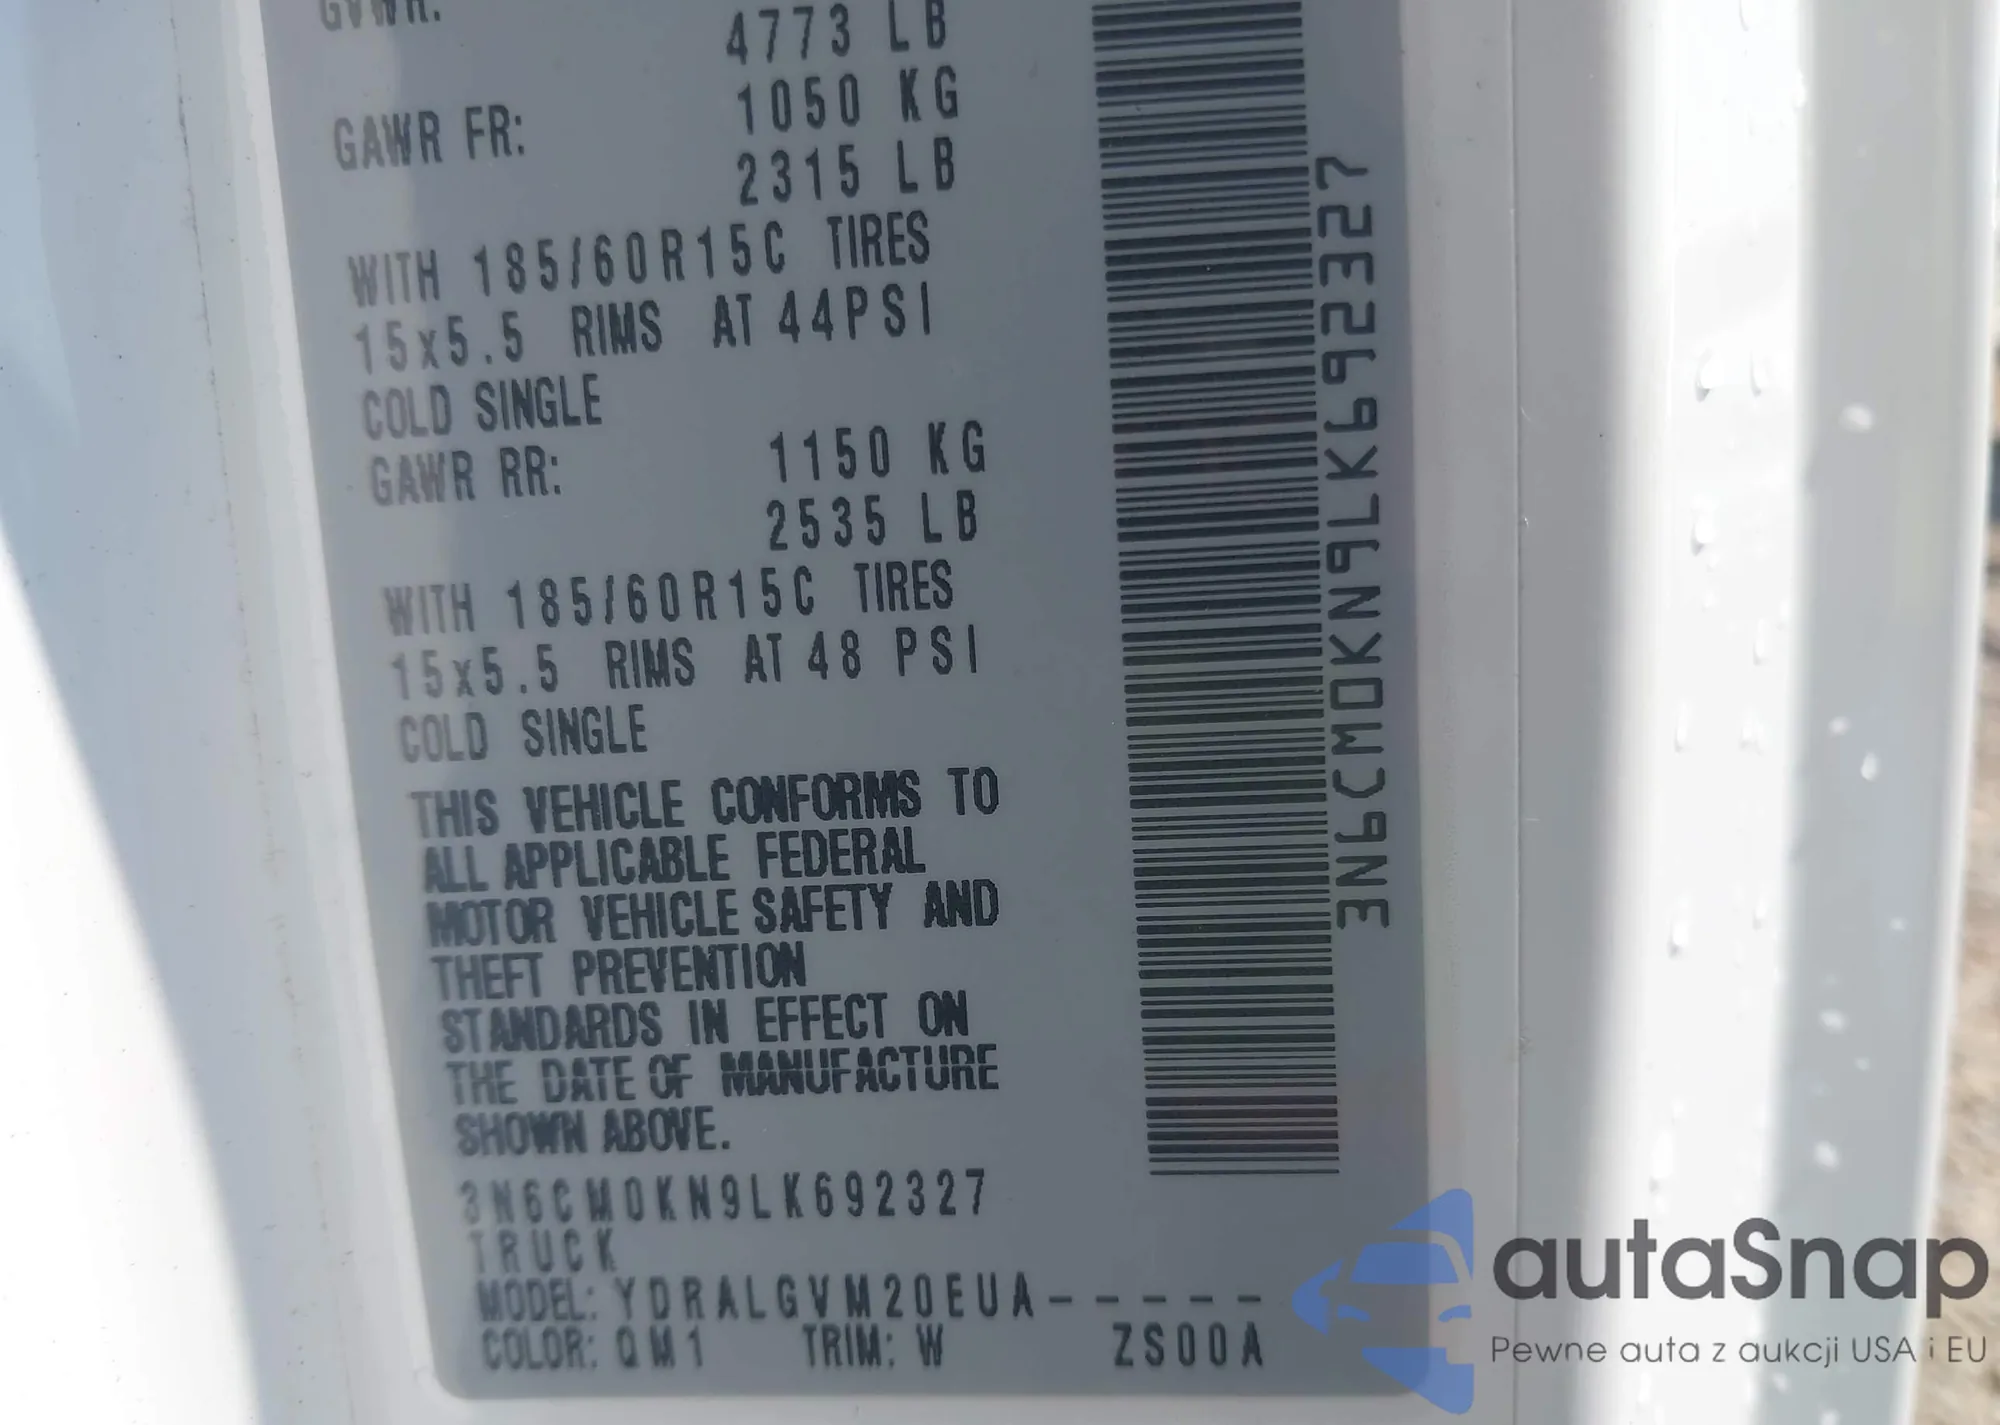 GVWR:
4773 LB
GAWR FR: 1050 KG
2315 LB
WITH 185/60R15C TIRES
15x5.5 RIMS AT 44PSI
COLD SINGLE
GAWR RR: 1150 KG
2535 LB
WITH 185/60R15C TIRES
15x5.5 RIMS AT 48 PSI
COLD SINGLE
THIS VEHICLE CONFORMS TO
ALL APPLICABLE FEDERAL
MOTOR VEHICLE SAFETY AND
THEFT PREVENTION
STANDARDS IN EFFECT ON
THE DATE OF MANUFACTURE
SHOWN ABOVE.
3N6CM0KN9LK692327
TRUCK
MODEL: YDRALGVM20EUA-----
COLOR: QM1 TRIM: W ZS00A
3N6CM0KN9LK692327
autaSnap
Pewne auta z aukcji USA i EU